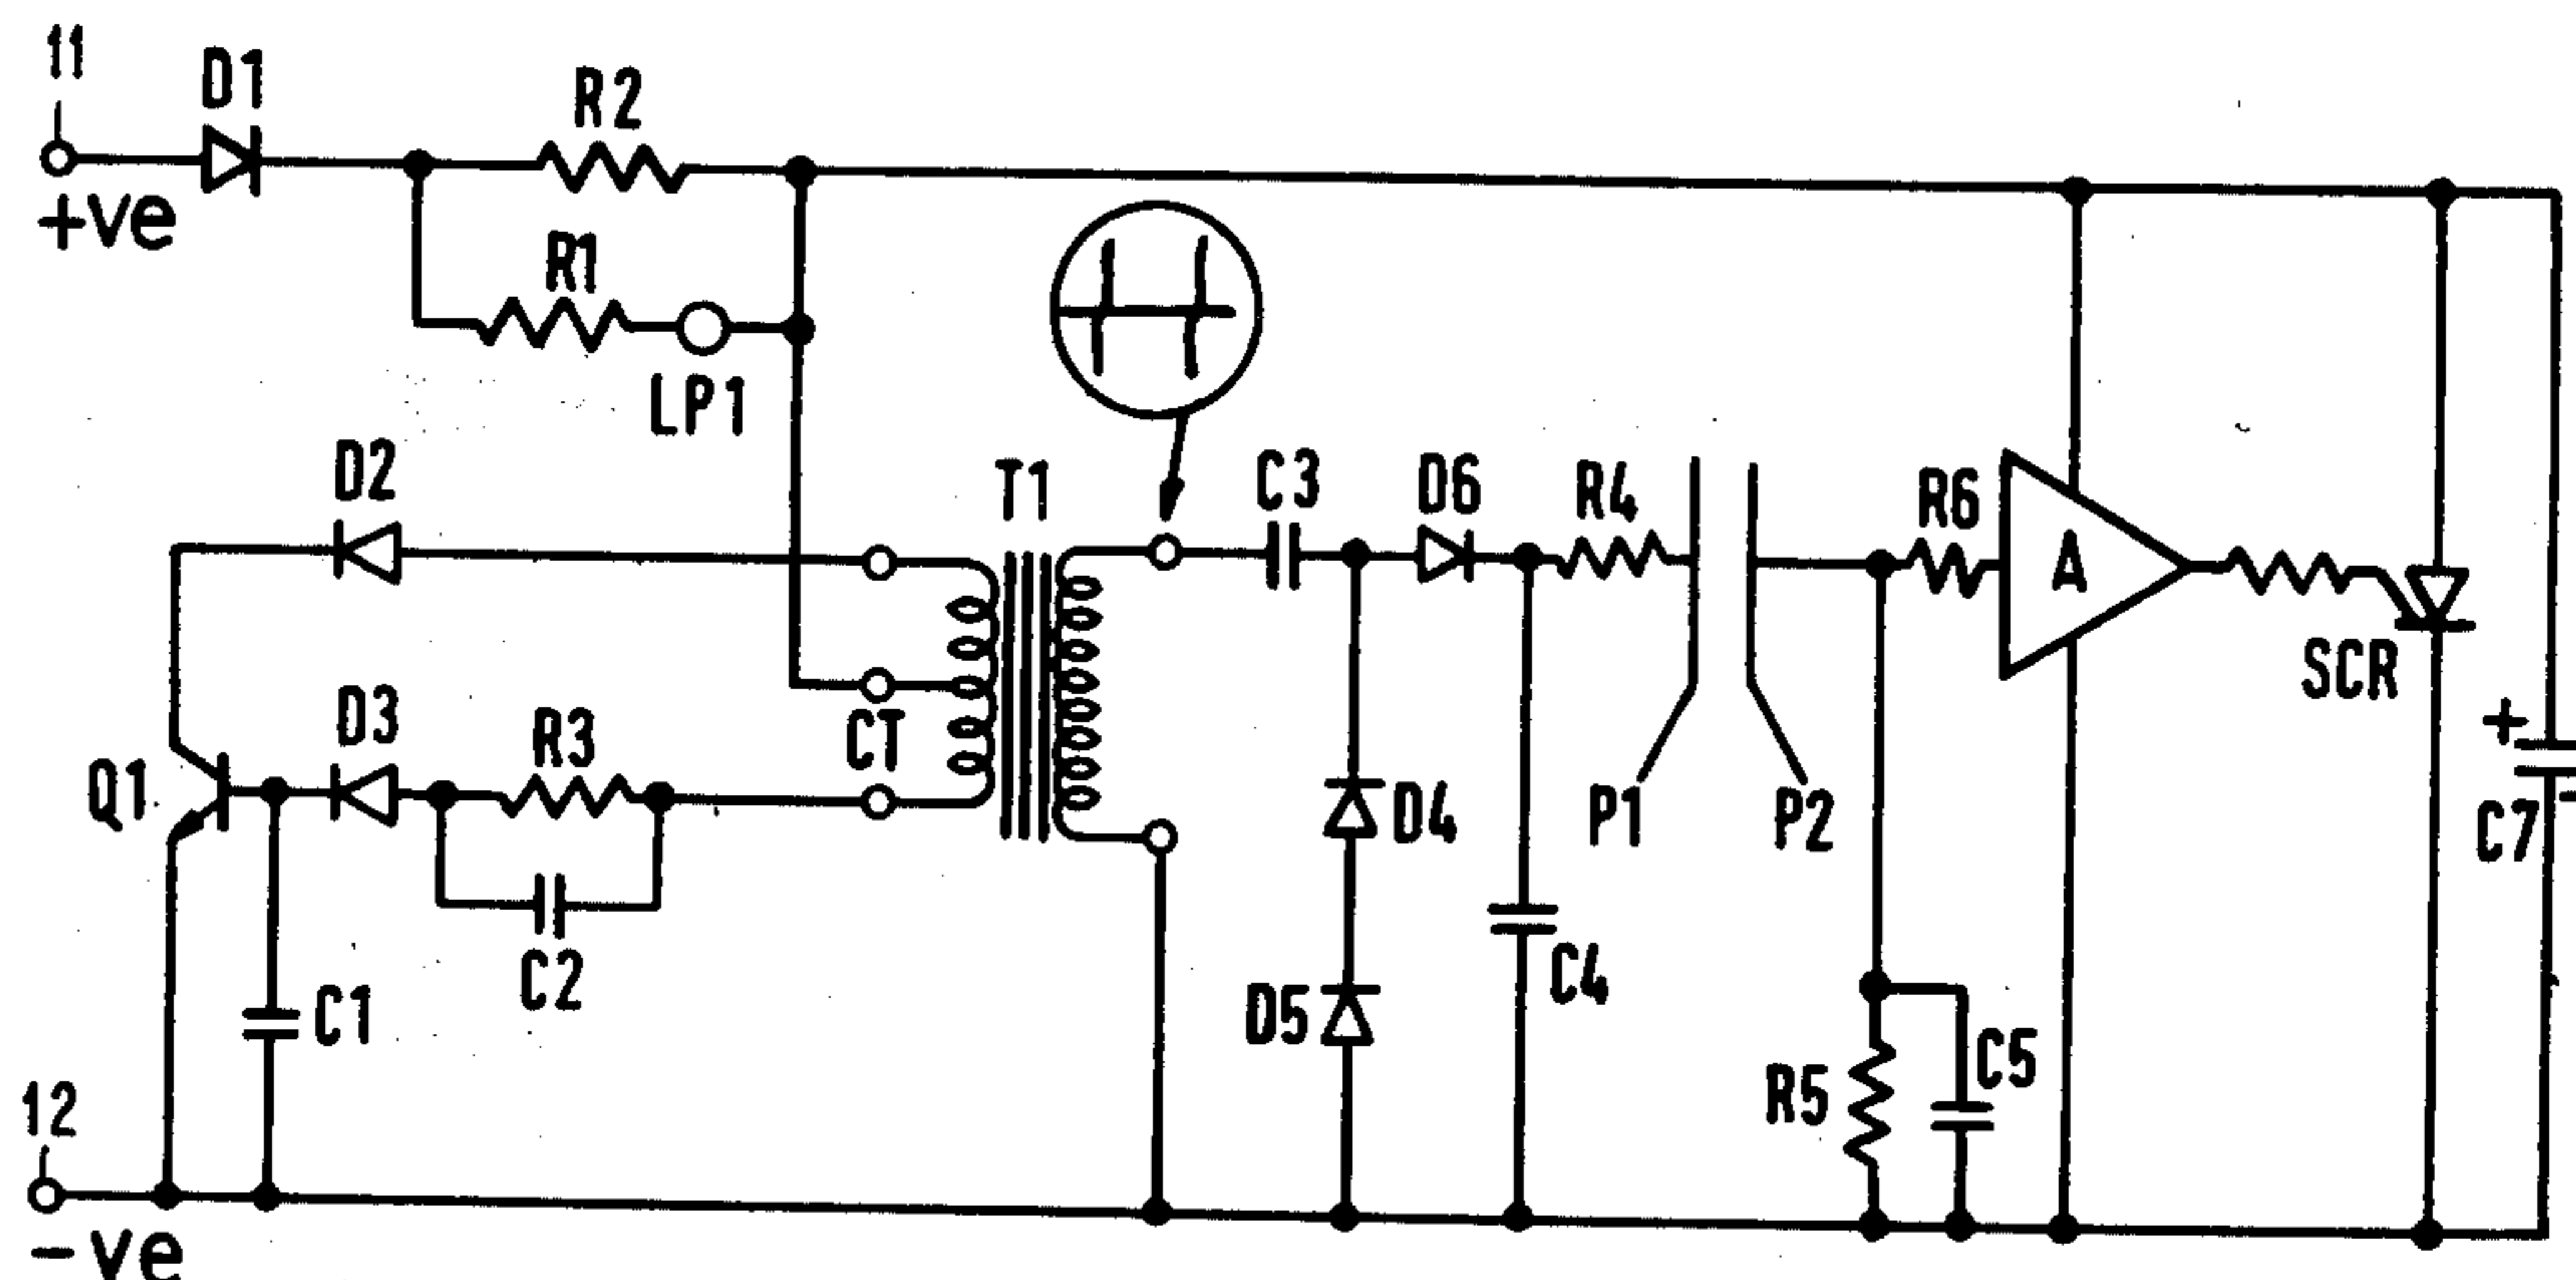 11
D1
R2
+ve
R1
LP1
D2
T1
C3
D6
R4
R6
A
SCR
D3
R3
CT
Q1
D4
P1
P2
+
C7
-
C2
C4
C1
D5
C5
R5
12
-ve